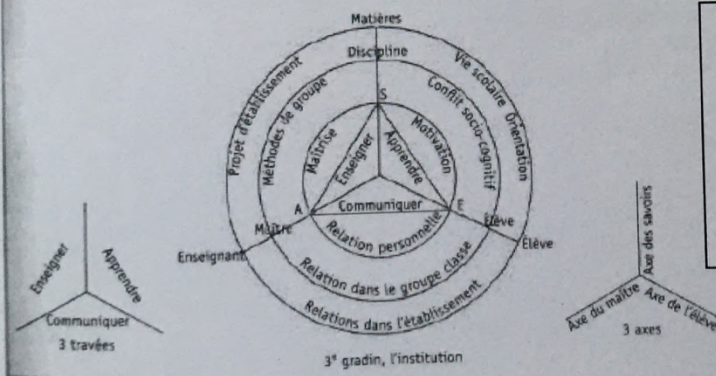 Matières
Discipline
Projet d'établissement
Vie scolaire Orientation
Méthodes de groupe
Conflit socio-cognitif
S
Maîtrise
Motivation
Enseigner
Apprendre
A
Communiquer
E
Relation personnelle
Maître
Élève
Enseignant
Élève
Relation dans le groupe classe
Relations dans l'établissement
3e gradin, l'institution
Enseigner
Apprendre
Communiquer
3 travées
Axe des savoirs
Axe du maître
Axe de l'élève
3 axes